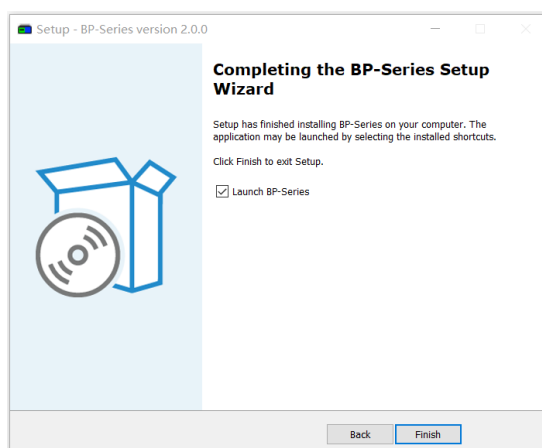 Setup - BP-Series version 2.0.0
Completing the BP-Series Setup
Wizard
Setup has finished installing BP-Series on your computer. The
application may be launched by selecting the installed shortcuts.
Click Finish to exit Setup.
Launch BP-Series
Back
Finish